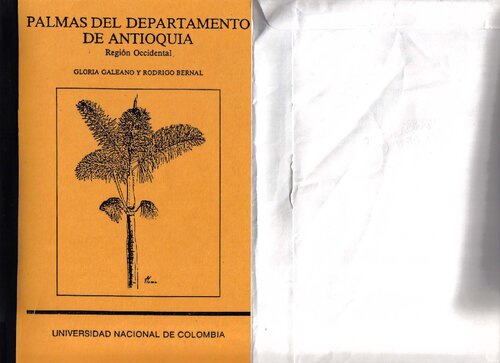 PALMAS DEL DEPARTAMENTO
DE ANTIOQUIA
Región Occidental
GLORIA GALEANO Y RODRIGO BERNAL
UNIVERSIDAD NACIONAL DE COLOMBIA